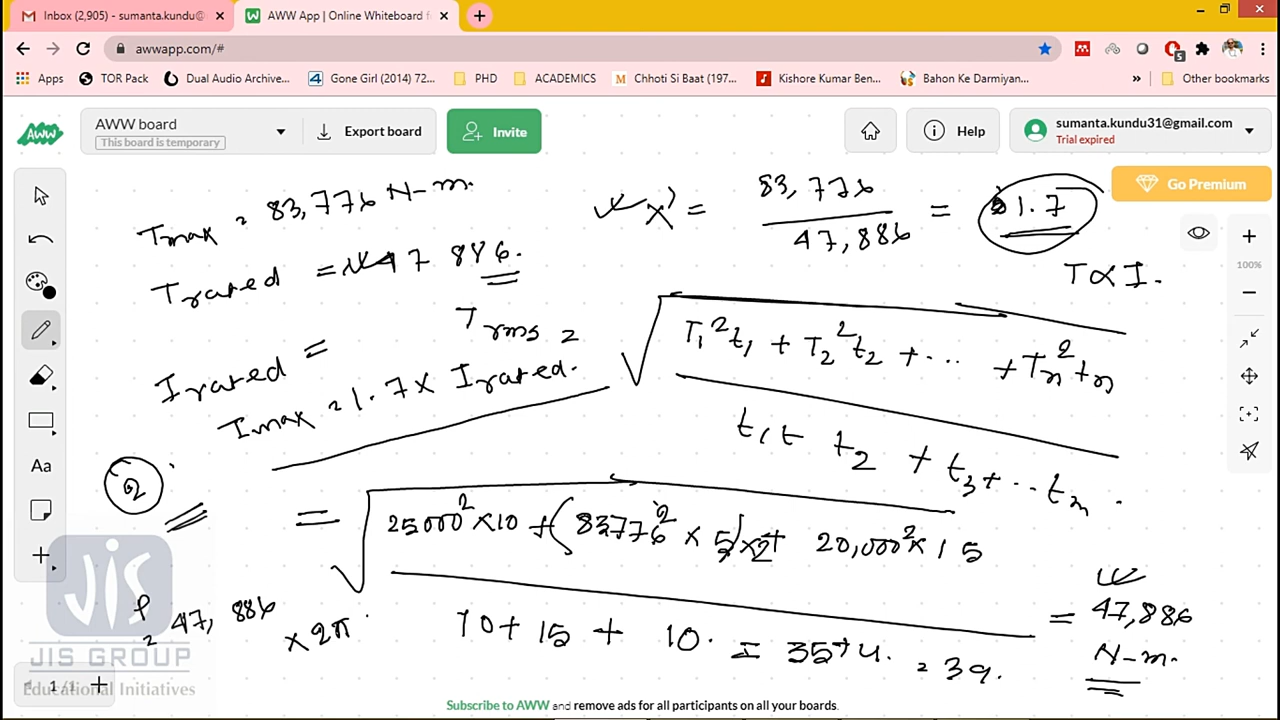 Inbox (2,905) - sumanta.kundu@
AWW App | Online Whiteboard f
awwapp.com/#
Apps TOR Pack Dual Audio Archive... Gone Girl (2014) 72... PHD ACADEMICS Chhoti Si Baat (197... Kishore Kumar Ben... Bahon Ke Darmiyan... » Other bookmarks
AWW board
This board is temporary
Export board
Invite
Help
sumanta.kundu31@gmail.com
Trial expired
Go Premium
100%
Aa
Tmax = 83,776 N-m.
Trated = 47 886.
x' = 83,776 / 47,886 = 1.7
T∝I.
Trms = √ T₁²t₁ + T₂²t₂ + ... + Tn²tn
t₁+ t₂ + t₃+...tn
Irated =
Imax = 1.7 x Irated.
2
= √ 25000² x 10 + (83776² x 5) x 2 + 20,000² x 15
10 + 15 + 10. = 35+4. = 39.
= 47,886
N-m.
P = 47,886
x 2π
JIS
JIS GROUP
Educational Initiatives
1 / 1
Subscribe to AWW and remove ads for all participants on all your boards.